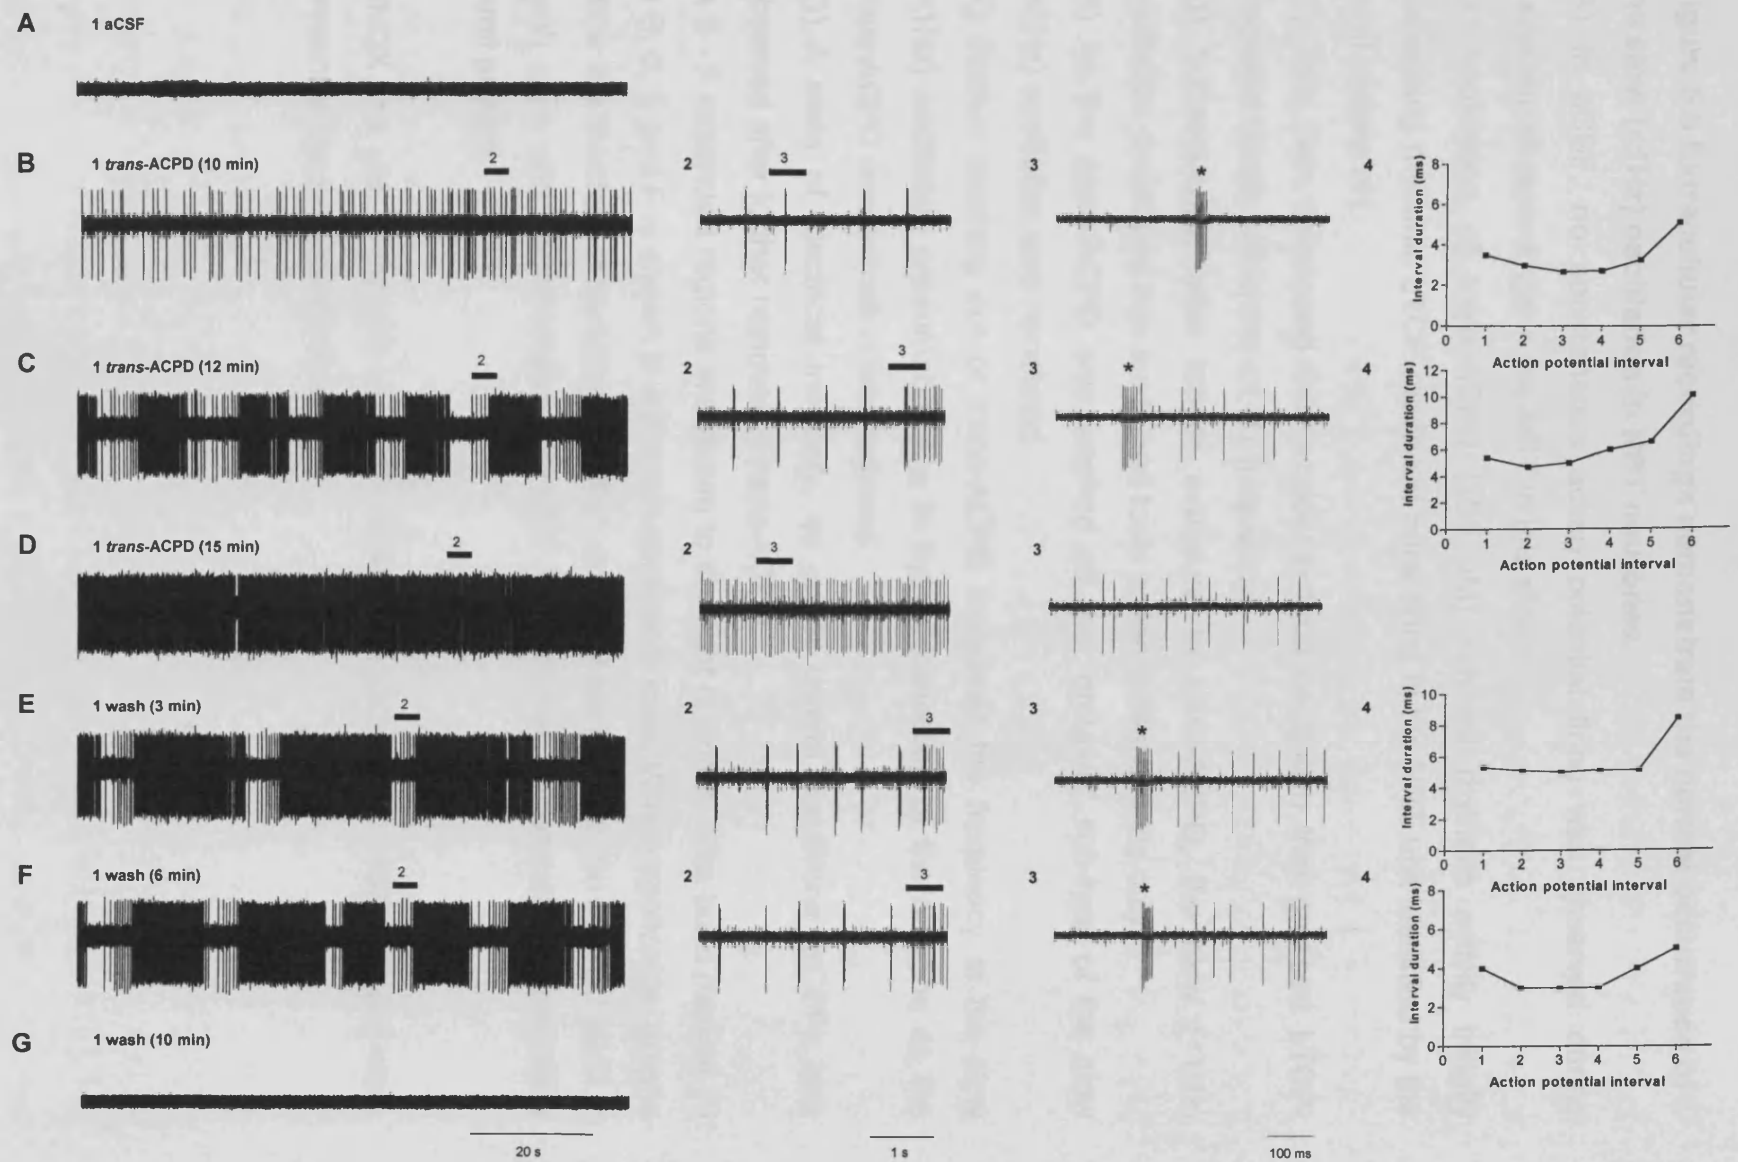 A
1 aCSF
B
1 trans-ACPD (10 min)
2
2
3
3
*
4
Interval duration (ms)
8
6
4
2
0
0 1 2 3 4 5 6
Action potential interval
C
1 trans-ACPD (12 min)
2
2
3
3
*
4
Interval duration (ms)
12
10
8
6
4
2
0
0 1 2 3 4 5 6
Action potential interval
D
1 trans-ACPD (15 min)
2
2
3
3
E
1 wash (3 min)
2
2
3
3
*
4
Interval duration (ms)
10
8
6
4
2
0
0 1 2 3 4 5 6
Action potential interval
F
1 wash (6 min)
2
2
3
3
*
4
Interval duration (ms)
8
6
4
2
0
0 1 2 3 4 5 6
Action potential interval
G
1 wash (10 min)
20 s
1 s
100 ms